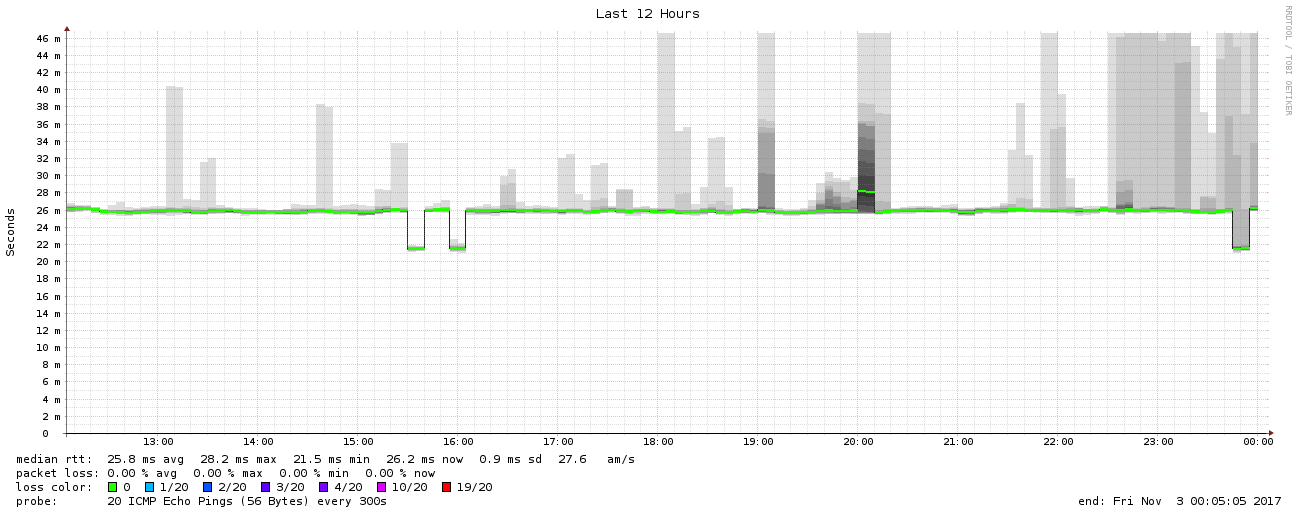 Last 12 Hours
RRDTOOL / TOBI OETIKER
Seconds
46 m
44 m
42 m
40 m
38 m
36 m
34 m
32 m
30 m
28 m
26 m
24 m
22 m
20 m
18 m
16 m
14 m
12 m
10 m
8 m
6 m
4 m
2 m
0
13:00 14:00 15:00 16:00 17:00 18:00 19:00 20:00 21:00 22:00 23:00 00:00
median rtt: 25.8 ms avg 28.2 ms max 21.5 ms min 26.2 ms now 0.9 ms sd 27.6 am/s
packet loss: 0.00 % avg 0.00 % max 0.00 % min 0.00 % now
loss color: 0 1/20 2/20 3/20 4/20 10/20 19/20
probe: 20 ICMP Echo Pings (56 Bytes) every 300s end: Fri Nov 3 00:05:05 2017